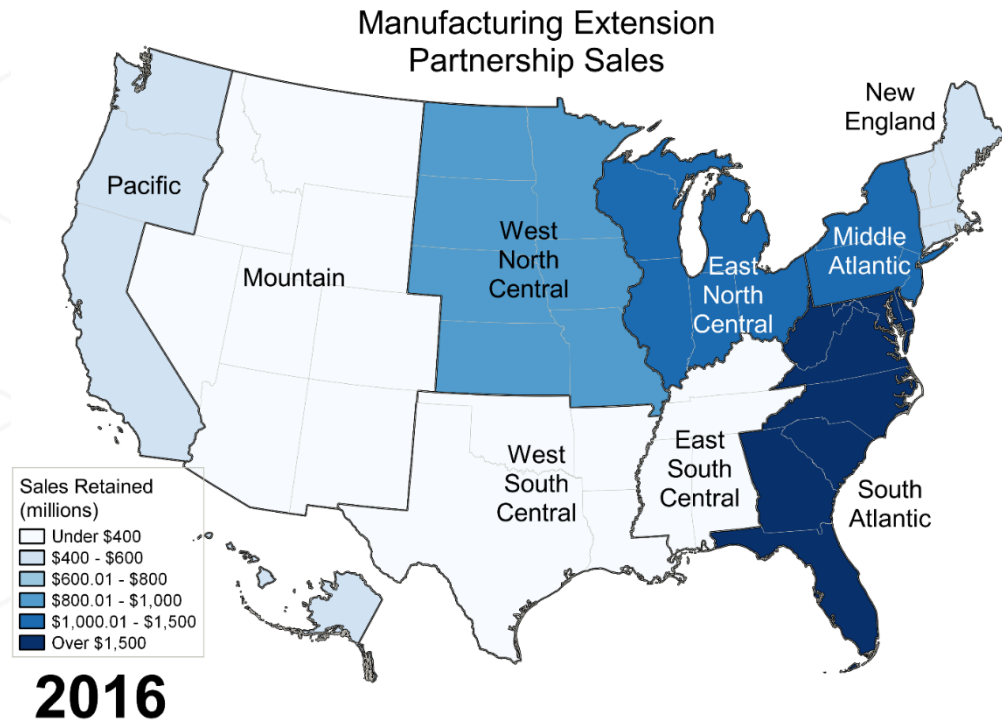 Manufacturing Extension
Partnership Sales
New
England
Pacific
West
North
Central
Middle
Atlantic
Mountain
East
North
Central
West
South
Central
East
South
Central
South
Atlantic
Sales Retained
(millions)
Under $400
$400 - $600
$600.01 - $800
$800.01 - $1,000
$1,000.01 - $1,500
Over $1,500
2016